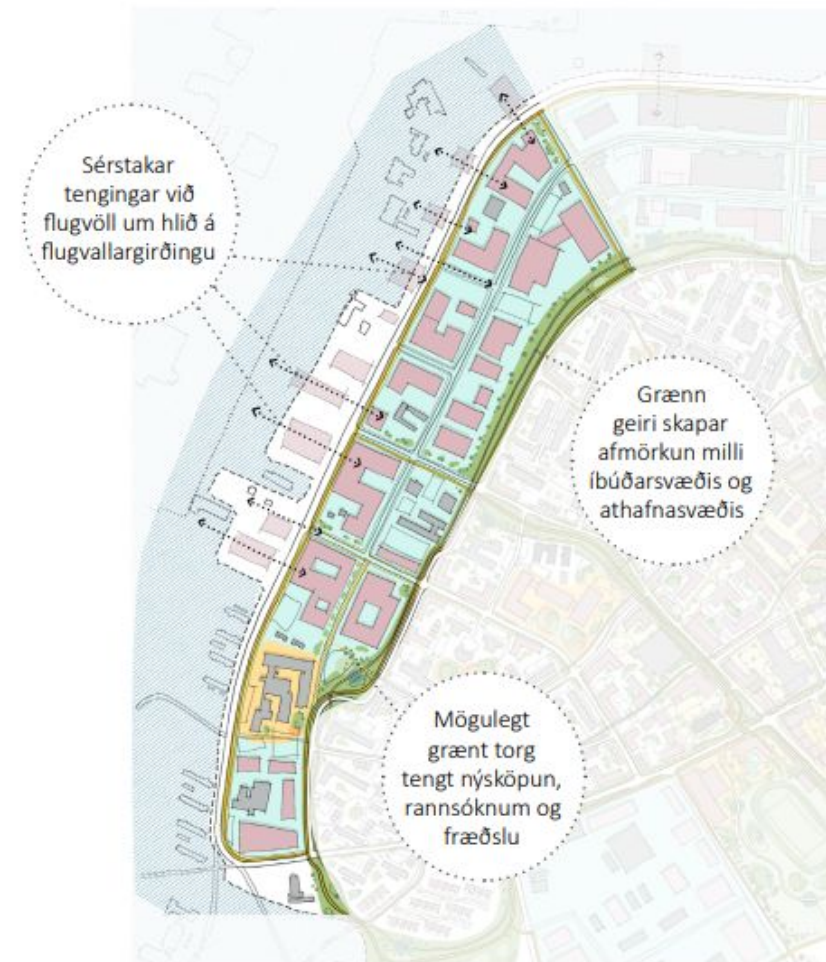 Sérstakar
tengingar við
flugvöll um hlið á
flugvallargirðingu
Grænn
geiri skapar
afmörkun milli
íbúðarsvæðis og
athafnasvæðis
Mögulegt
grænt torg
tengt nýsköpun,
rannsóknum og
fræðslu